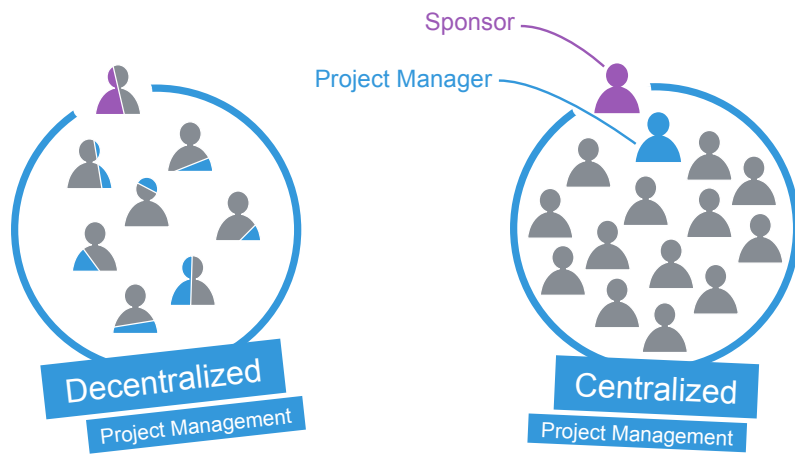 Sponsor
Project Manager
Decentralized
Project Management
Centralized
Project Management